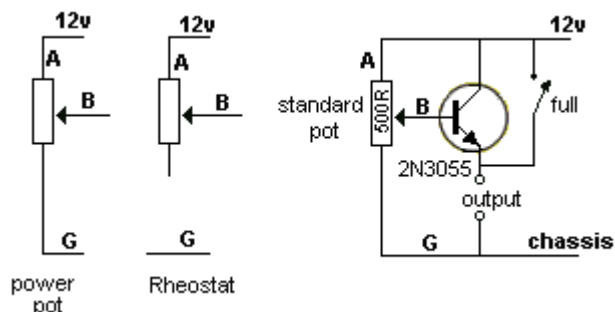 12v
A
B
G
power
pot
12v
A
B
G
Rheostat
12v
A
standard
pot
500R
B
full
2N3055
output
G
chassis